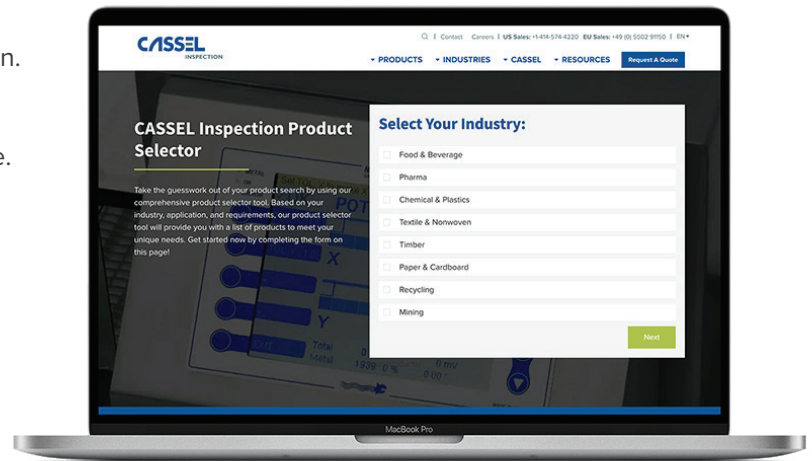 n.
e.
CASSEL
INSPECTION
Contact Careers US Sales: +1-414-574-4220 EU Sales: +49 (0) 5502 91150 EN
PRODUCTS INDUSTRIES CASSEL RESOURCES Request A Quote
CASSEL Inspection Product
Selector
Take the guesswork out of your product search by using our
comprehensive product selector tool. Based on your
industry, application, and requirements, our product selector
tool will provide you with a list of products to meet your
unique needs. Get started now by completing the form on
this page!
Select Your Industry:
Food & Beverage
Pharma
Chemical & Plastics
Textile & Nonwoven
Timber
Paper & Cardboard
Recycling
Mining
Next
X
Y
EXIT
Total
Metal
MacBook Pro